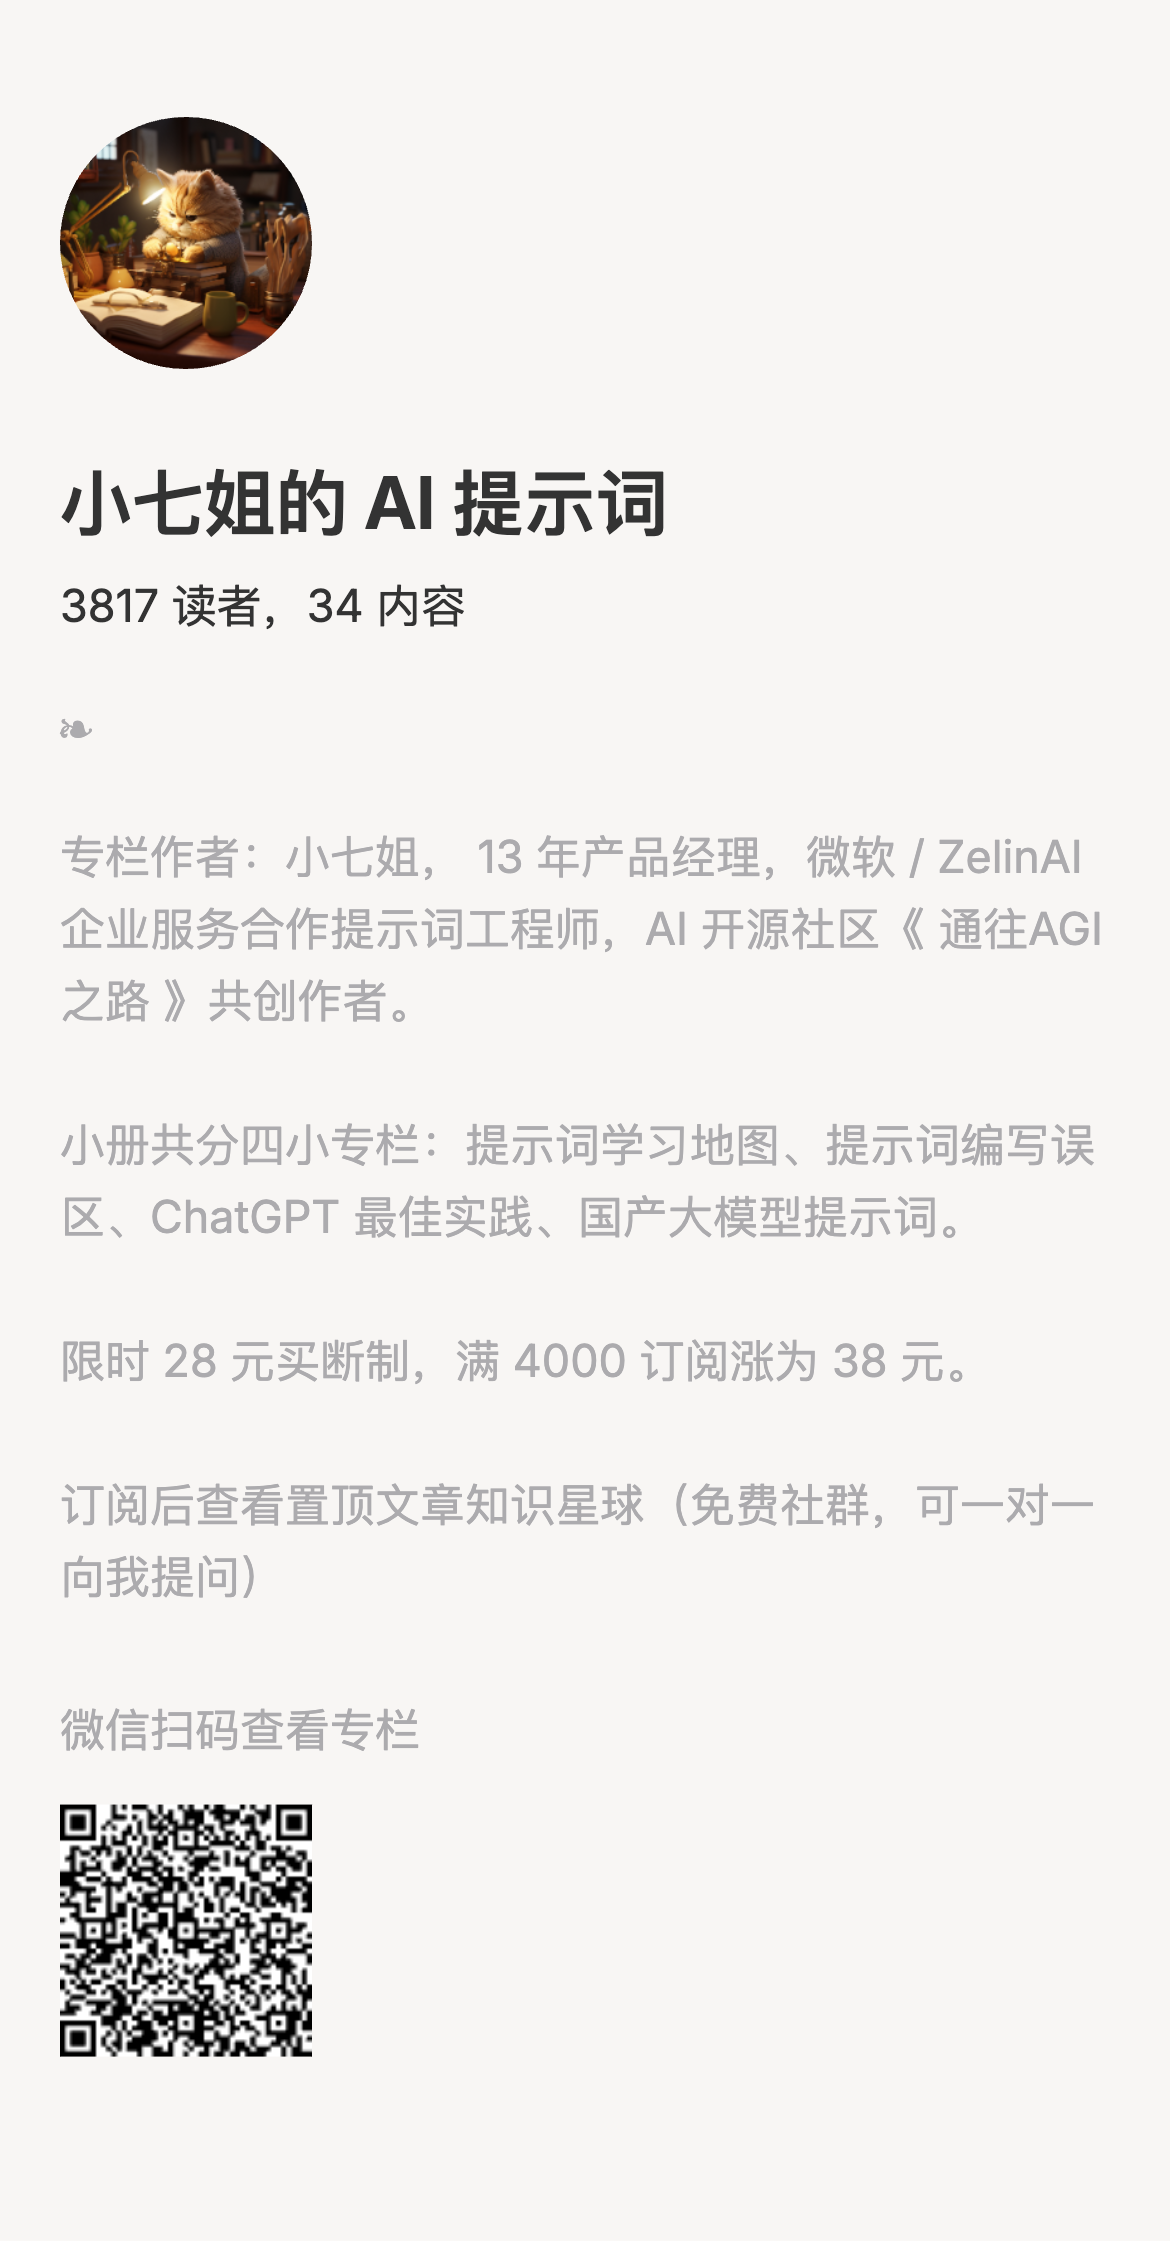 小七姐的 AI 提示词
3817 读者，34 内容
❧
专栏作者：小七姐， 13 年产品经理，微软 / ZelinAI
企业服务合作提示词工程师，AI 开源社区《 通往AGI
之路 》共创作者。
小册共分四小专栏：提示词学习地图、提示词编写误
区、ChatGPT 最佳实践、国产大模型提示词。
限时 28 元买断制，满 4000 订阅涨为 38 元。
订阅后查看置顶文章知识星球（免费社群，可一对一
向我提问）
微信扫码查看专栏